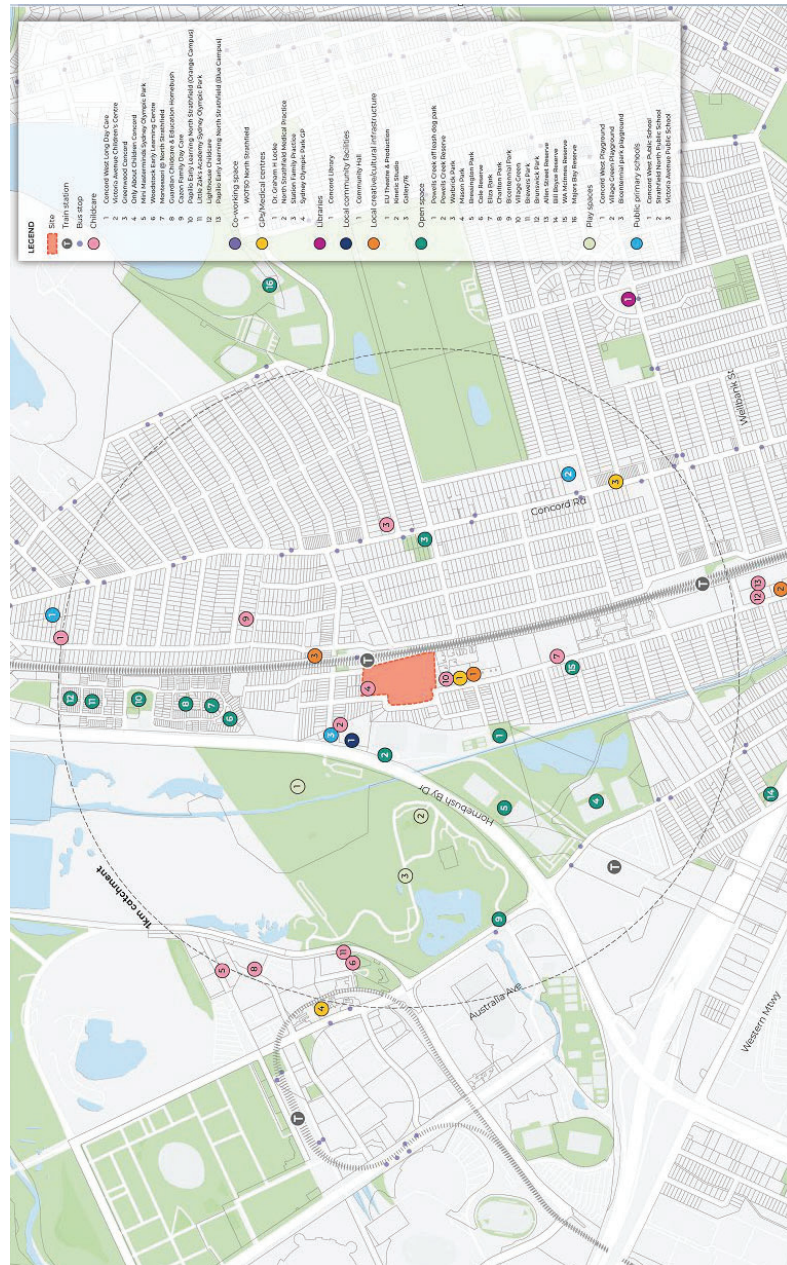 LEGEND
Site
T Train station
Bus stop
Childcare
1 Concord West Long Day Care
2 Victoria Avenue Children's Centre
3 Greenwood Concord
4 Only About Children Concord
5 Mini Masterminds Sydney Olympic Park
6 Woodstock Early Learning Centre
7 Montessori @ North Strathfield
8 Guardian Childcare & Education Homebush
9 Cazon Family Day Care
10 Papilio Early Learning North Strathfield (Orange Campus)
11 Little Zak's Academy Sydney Olympic Park
12 Lighthouse Childcare
13 Papilio Early Learning North Strathfield (Blue Campus)
Co-working space
1 WOTSO North Strathfield
GPs/Medical centres
1 Dr. Graham H Locke
2 North Strathfield Medical Practice
3 Station Family Practice
4 Sydney Olympic Park GP
Libraries
1 Concord Library
Local community facilities
1 Community Hall
Local creative/cultural infrastructure
1 EU Theatre & Production
2 Kinetic Studio
3 Gallery76
Open space
1 Powells Creek off leash dog park
2 Powells Creek Reserve
3 Warbrick Park
4 Mason Park
5 Bressington Park
6 Cate Reserve
7 Eliza Park
8 Chatlon Park
9 Bicentennial Park
10 Village Green
11 Brewers Park
12 Brick Park
13 Allen Street Reserve
14 Bill Boyce Reserve
15 WA McInnes Reserve
16 Majors Bay Reserve
Play spaces
1 Concord West Playground
2 Village Green Playground
3 Bicentennial park playground
Public primary schools
1 Concord West Public School
2 Strathfield North Public School
3 Victoria Avenue Public School
1km catchment
Homebush By Dr
Australia Ave
Western Mtwy
Concord Rd
Wellbank St